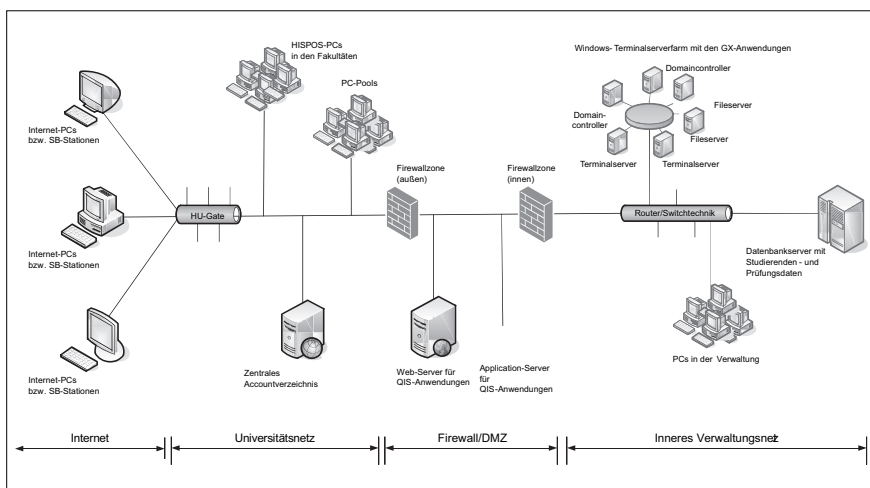 HISPOS-PCs
in den Fakultäten
PC-Pools
Windows- Terminalserverfarm mit den GX-Anwendungen
Domaincontroller
Domain-
controller
Fileserver
Fileserver
Terminalserver
Terminalserver
Internet-PCs
bzw. SB-Stationen
Internet-PCs
bzw. SB-Stationen
Internet-PCs
bzw. SB-Stationen
HU-Gate
Firewallzone
(außen)
Firewallzone
(innen)
Router/Switchtechnik
Datenbankserver mit
Studierenden - und
Prüfungsdaten
Zentrales
Accountverzeichnis
Web-Server für
QIS-Anwendungen
Application-Server
für
QIS-Anwendungen
PCs in der Verwaltung
Internet
Universitätsnetz
Firewall/DMZ
Inneres Verwaltungsnetz